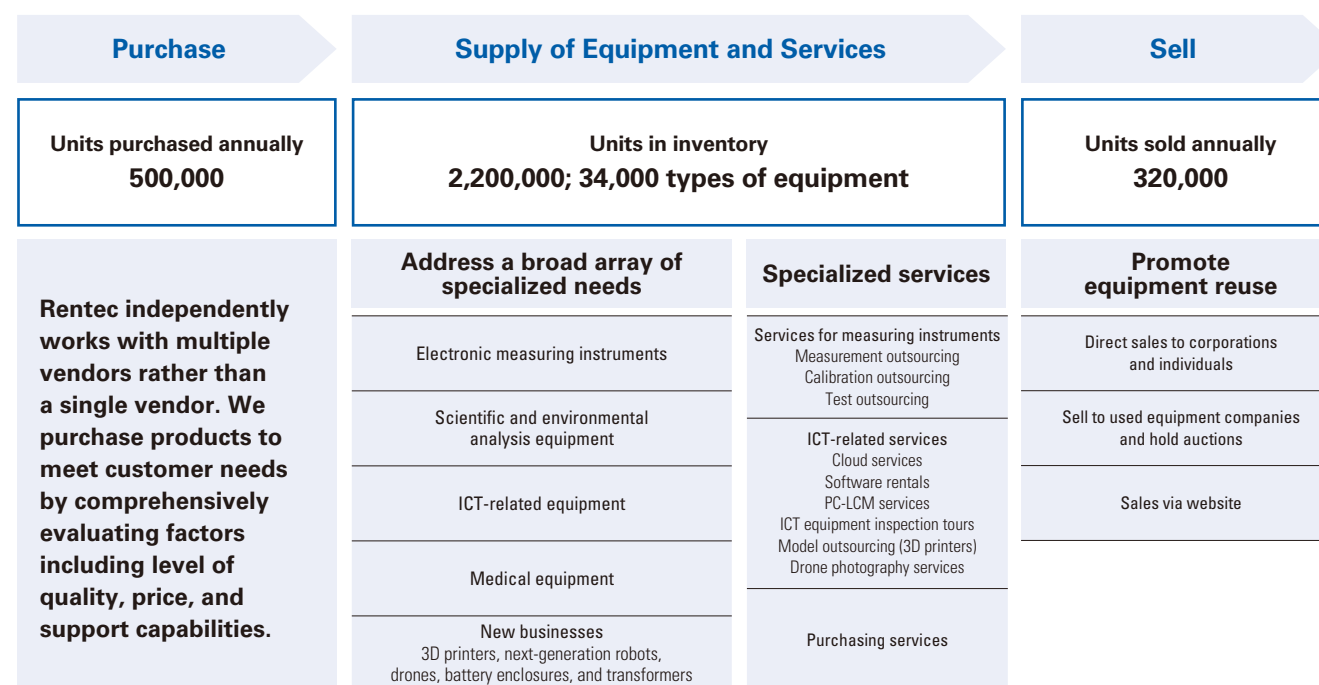 Purchase
Supply of Equipment and Services
Sell
Units purchased annually
500,000
Units in inventory
2,200,000; 34,000 types of equipment
Units sold annually
320,000
Rentec independently
works with multiple
vendors rather than
a single vendor. We
purchase products to
meet customer needs
by comprehensively
evaluating factors
including level of
quality, price, and
support capabilities.
Address a broad array of
specialized needs
Electronic measuring instruments
Scientific and environmental
analysis equipment
ICT-related equipment
Medical equipment
New businesses
3D printers, next-generation robots,
drones, battery enclosures, and transformers
Specialized services
Services for measuring instruments
Measurement outsourcing
Calibration outsourcing
Test outsourcing
ICT-related services
Cloud services
Software rentals
PC-LCM services
ICT equipment inspection tours
Model outsourcing (3D printers)
Drone photography services
Purchasing services
Promote
equipment reuse
Direct sales to corporations
and individuals
Sell to used equipment companies
and hold auctions
Sales via website